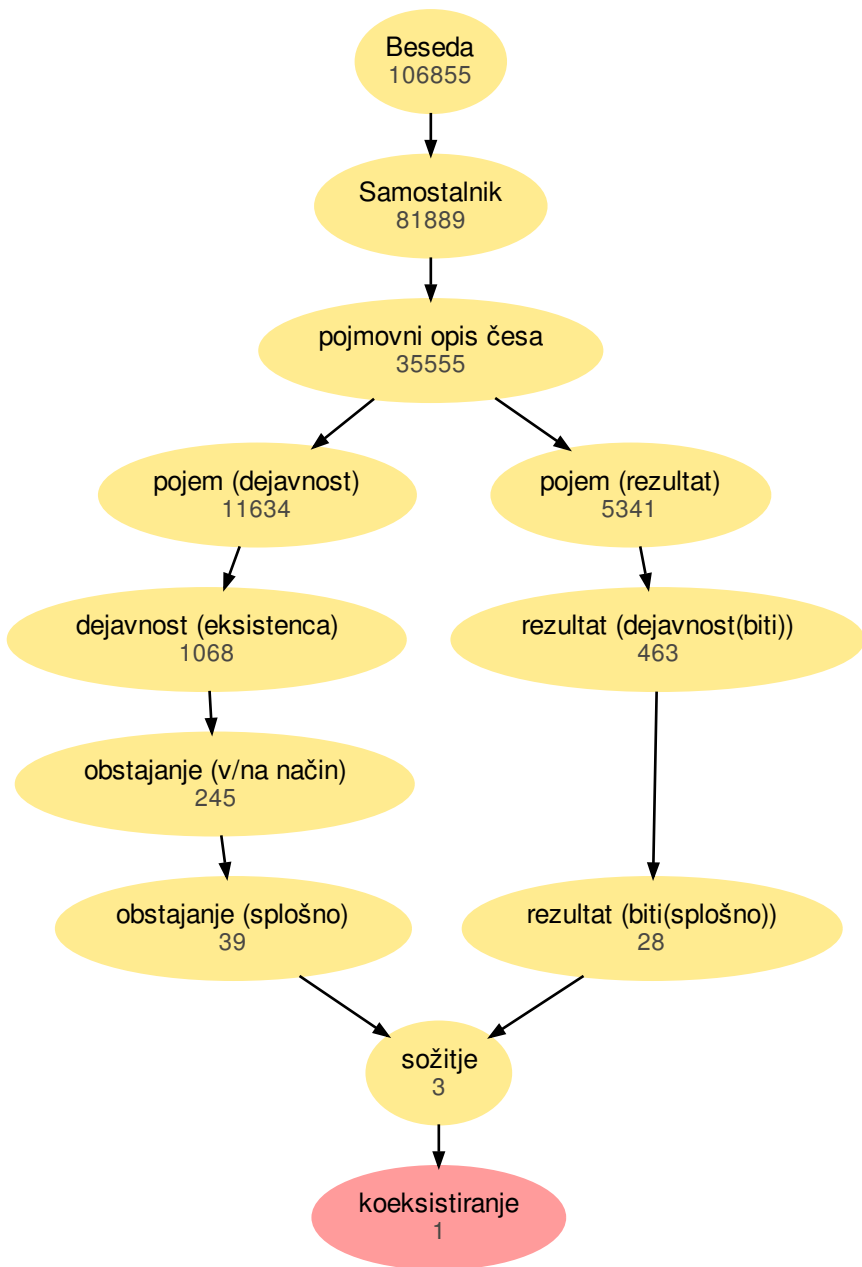 Beseda
106855
Samostalnik
81889
pojmovni opis česa
35555
pojem (dejavnost)
11634
pojem (rezultat)
5341
dejavnost (eksistenca)
1068
rezultat (dejavnost(biti))
463
obstajanje (v/na način)
245
obstajanje (splošno)
39
rezultat (biti(splošno))
28
sožitje
3
koeksistiranje
1